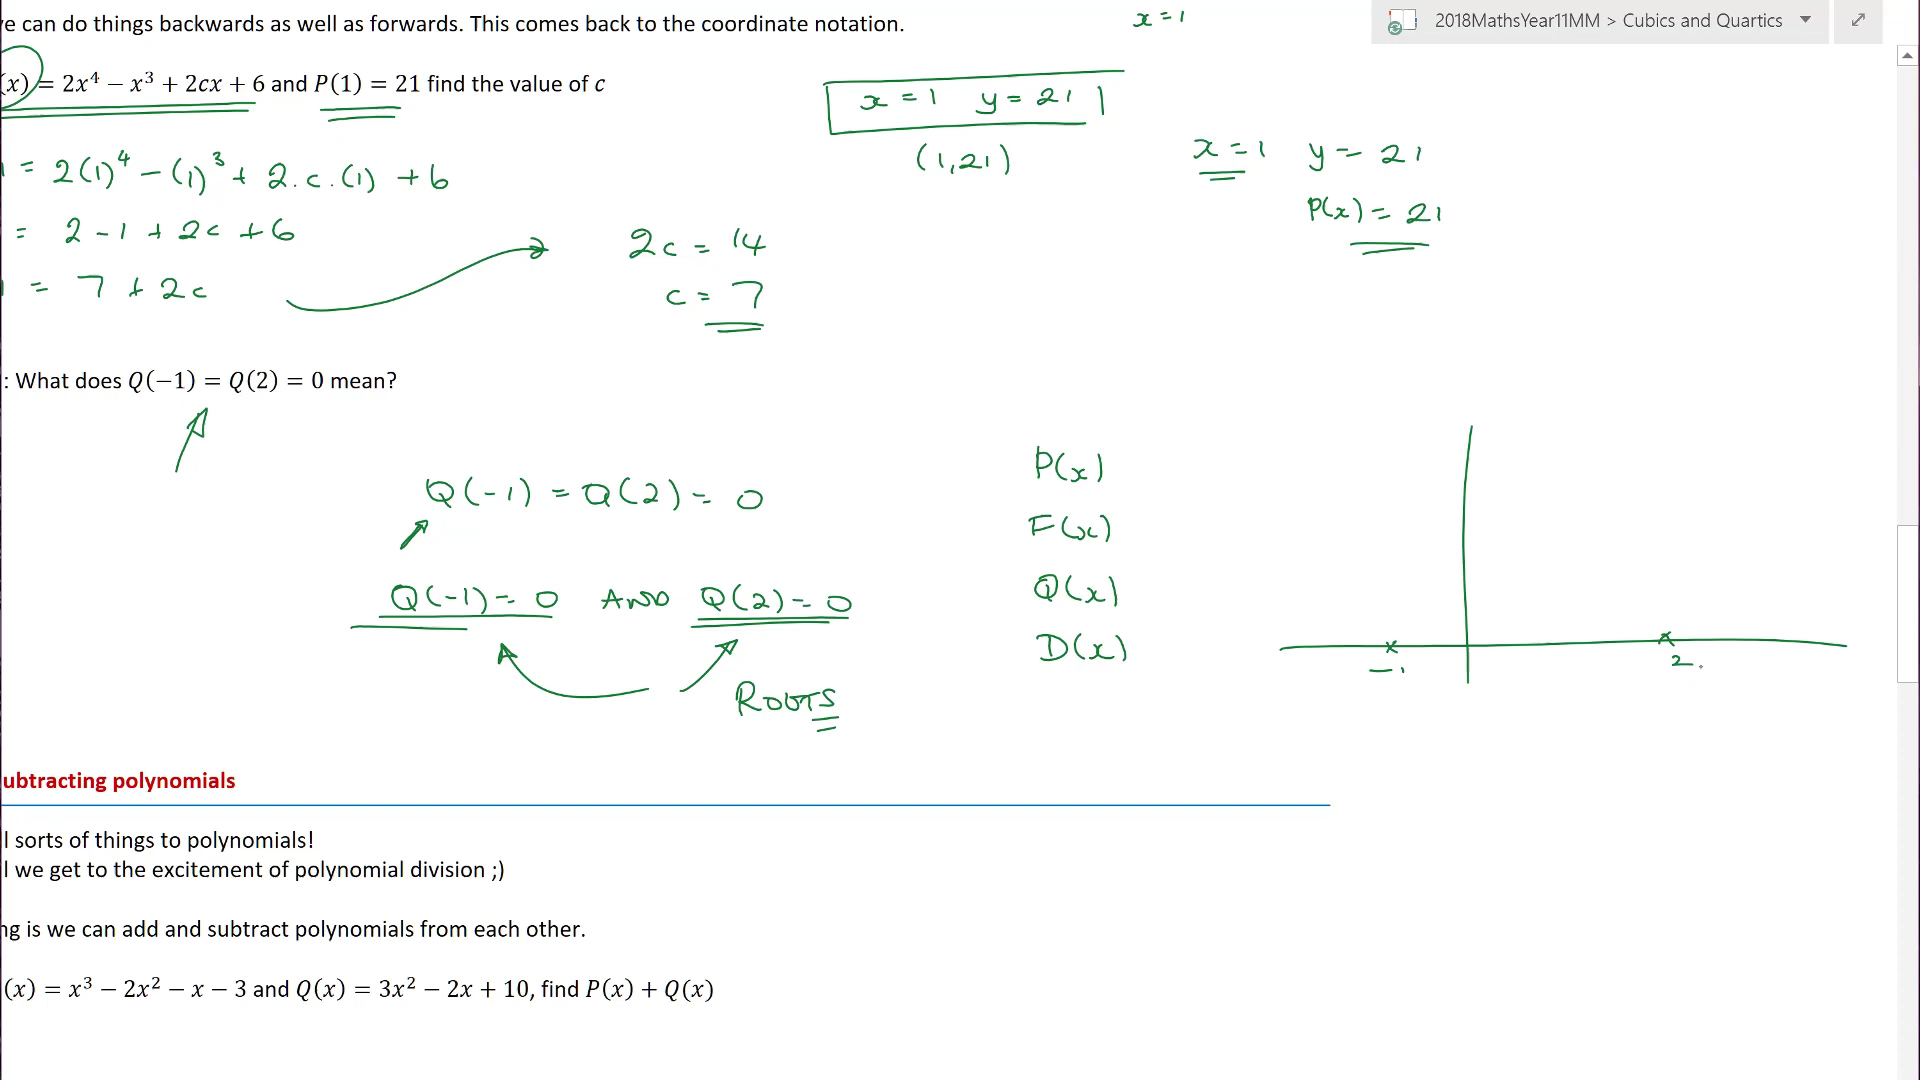 e can do things backwards as well as forwards. This comes back to the coordinate notation.
x = 1
2018MathsYear11MM > Cubics and Quartics
(x) = 2x⁴ − x³ + 2cx + 6 and P(1) = 21 find the value of c
x = 1 y = 21
(1,21)
x = 1 y = 21
P(x) = 21
= 2(1)⁴ − (1)³ + 2.c.(1) + 6
= 2 − 1 + 2c + 6
= 7 + 2c
2c = 14
c = 7
: What does Q(−1) = Q(2) = 0 mean?
Q(−1) = Q(2) = 0
Q(−1) = 0 AND Q(2) = 0
ROOTS
P(x)
F(x)
Q(x)
D(x)
−1
2
ubtracting polynomials
l sorts of things to polynomials!
l we get to the excitement of polynomial division ;)
ng is we can add and subtract polynomials from each other.
(x) = x³ − 2x² − x − 3 and Q(x) = 3x² − 2x + 10, find P(x) + Q(x)